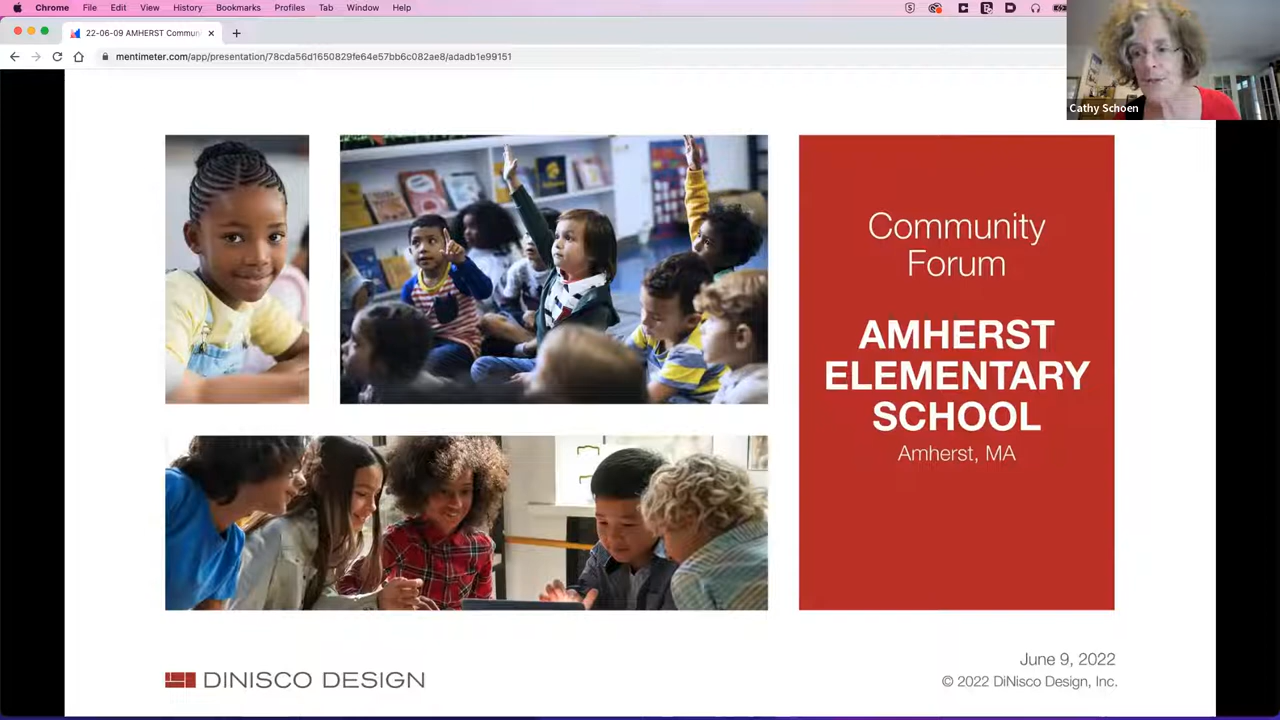 Chrome File Edit View History Bookmarks Profiles Tab Window Help
22-06-09 AMHERST Commun
mentimeter.com/app/presentation/78cda56d1650829fe64e57bb6c082ae8/adadb1e99151
Cathy Schoen
Community
Forum
AMHERST
ELEMENTARY
SCHOOL
Amherst, MA
DINISCO DESIGN
June 9, 2022
© 2022 DiNisco Design, Inc.